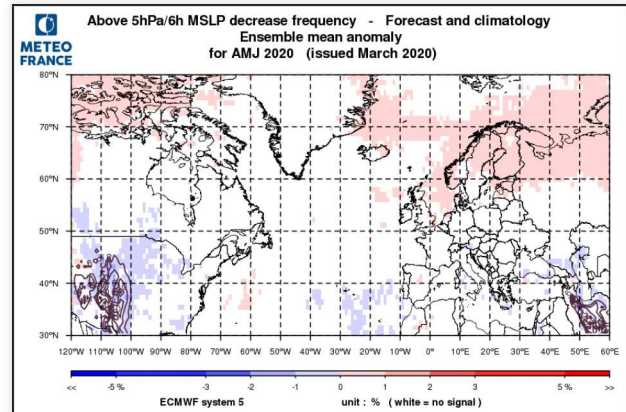 Above 5hPa/6h MSLP decrease frequency - Forecast and climatology
Ensemble mean anomaly
for AMJ 2020 (issued March 2020)
METEO
FRANCE
80°N
70°N
60°N
50°N
40°N
30°N
120°W 110°W 100°W 90°W 80°W 70°W 60°W 50°W 40°W 30°W 20°W 10°W 0° 10°E 20°E 30°E 40°E 50°E 60°E
<< -5 % -3 -2 -1 0 1 2 3 5 % >>
ECMWF system 5 unit : % ( white = no signal )